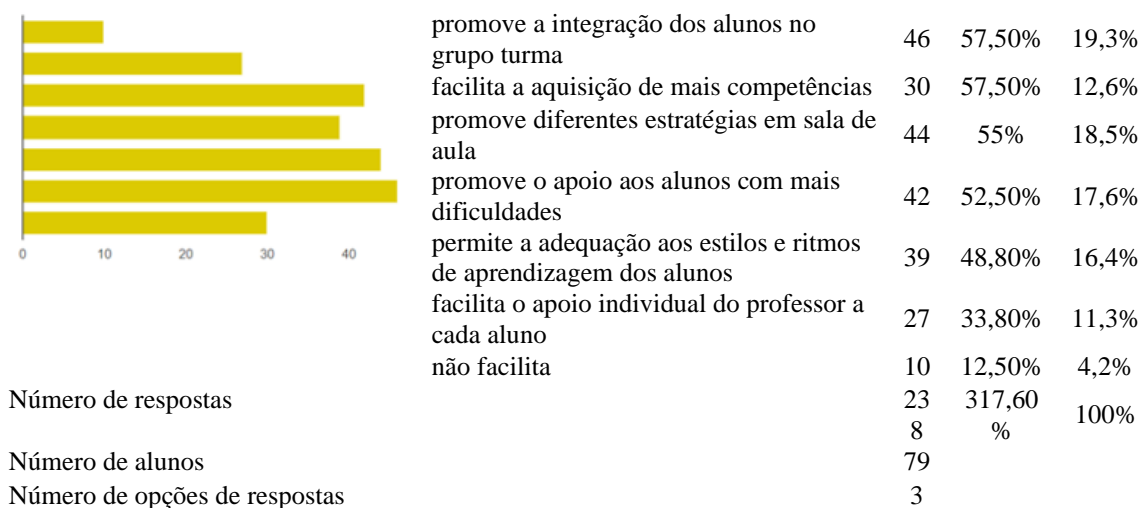 promove a integração dos alunos no
grupo turma
46 57,50% 19,3%
facilita a aquisição de mais competências 30 57,50% 12,6%
promove diferentes estratégias em sala de
aula
44 55% 18,5%
promove o apoio aos alunos com mais
dificuldades
42 52,50% 17,6%
permite a adequação aos estilos e ritmos
de aprendizagem dos alunos
39 48,80% 16,4%
facilita o apoio individual do professor a
cada aluno
27 33,80% 11,3%
não facilita 10 12,50% 4,2%
0 10 20 30 40
Número de respostas
23
8
317,60
%
100%
Número de alunos 79
Número de opções de respostas 3